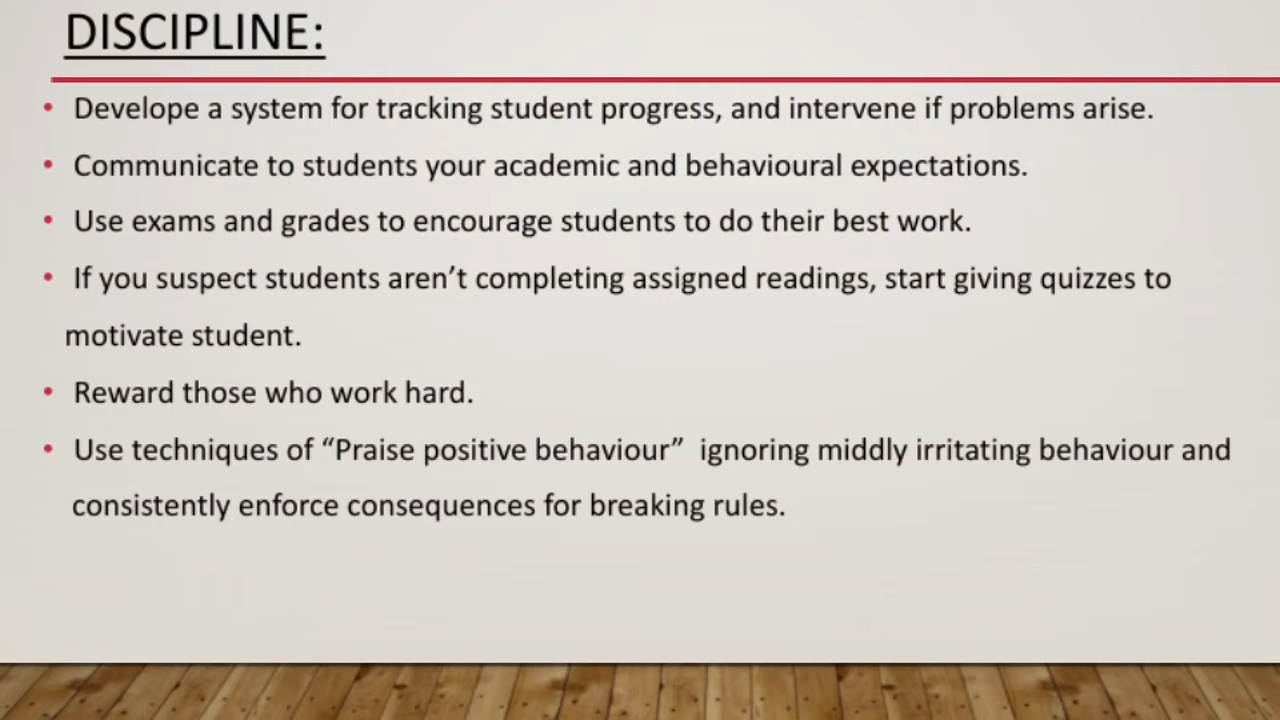 DISCIPLINE:
• Develope a system for tracking student progress, and intervene if problems arise.
• Communicate to students your academic and behavioural expectations.
• Use exams and grades to encourage students to do their best work.
• If you suspect students aren’t completing assigned readings, start giving quizzes to
motivate student.
• Reward those who work hard.
• Use techniques of “Praise positive behaviour” ignoring middly irritating behaviour and
consistently enforce consequences for breaking rules.